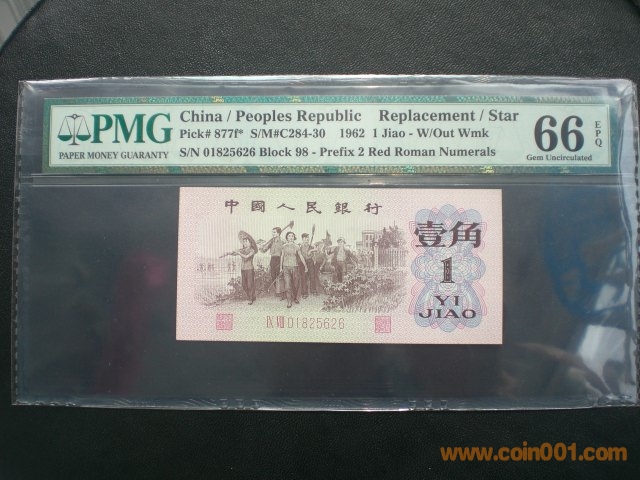 PMG
PAPER MONEY GUARANTY
China / Peoples Republic Replacement / Star
Pick# 877f* S/M#C284-30 1962 1 Jiao - W/Out Wmk
S/N 01825626 Block 98 - Prefix 2 Red Roman Numerals
66 EPQ
Gem Uncirculated
中國人民銀行
壹角
1
YI
JIAO
IX VIII 01825626
www.coin001.com